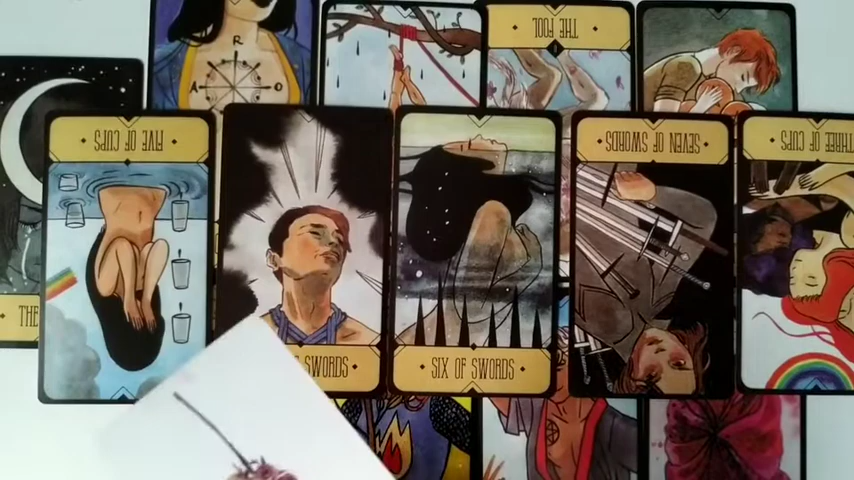 R
A O
THE FOOL
FIVE OF CUPS
SWORDS
SIX OF SWORDS
SEVEN OF SWORDS
THREE OF CUPS
THE